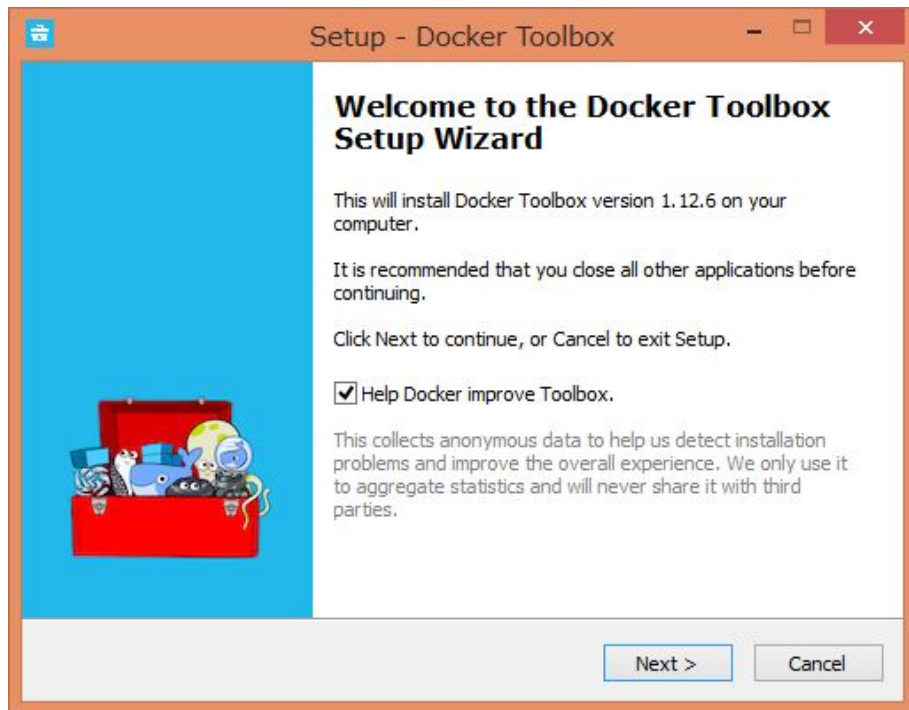 Setup - Docker Toolbox
Welcome to the Docker Toolbox
Setup Wizard
This will install Docker Toolbox version 1.12.6 on your
computer.
It is recommended that you close all other applications before
continuing.
Click Next to continue, or Cancel to exit Setup.
Help Docker improve Toolbox.
This collects anonymous data to help us detect installation
problems and improve the overall experience. We only use it
to aggregate statistics and will never share it with third
parties.
Next >
Cancel